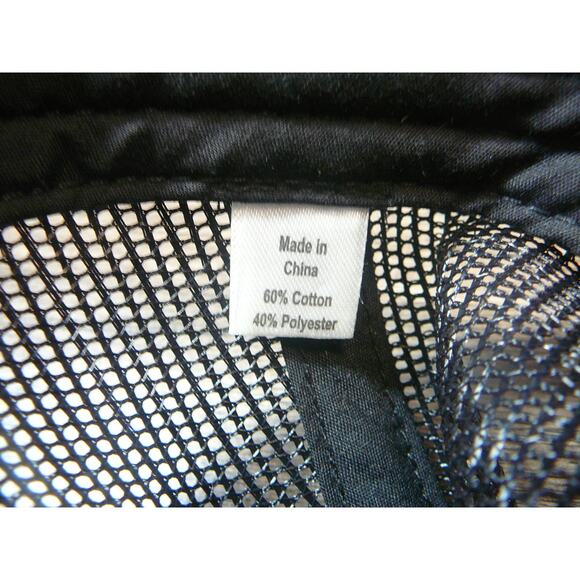 Made In
China
60% Cotton
40% Polyester